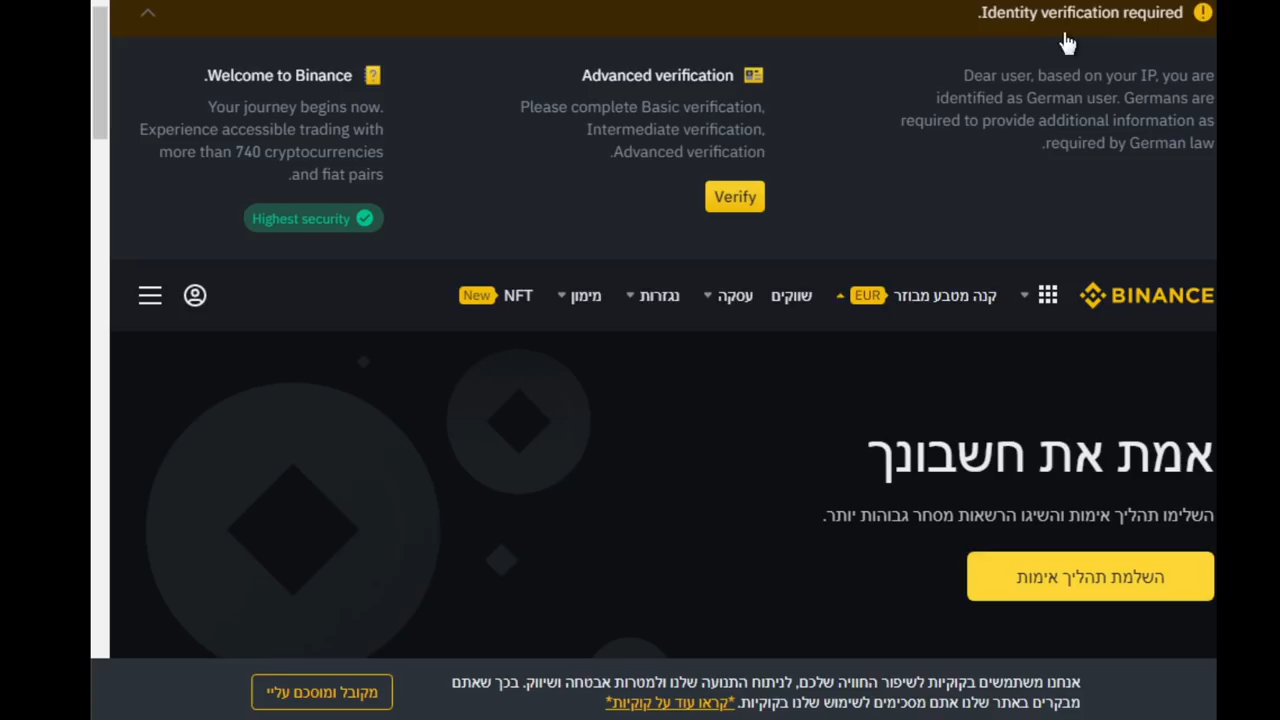 Identity verification required.
Dear user, based on your IP, you are
identified as German user. Germans are
required to provide additional information as
required by German law.
Advanced verification
Please complete Basic verification,
Intermediate verification,
Advanced verification.
Verify
Welcome to Binance.
Your journey begins now.
Experience accessible trading with
more than 740 cryptocurrencies
and fiat pairs.
Highest security
BINANCE
קנה מטבע מבוזר EUR
שווקים
עסקה
נגזרות
מימון
NFT New
אמת את חשבונך
השלימו תהליך אימות והשיגו הרשאות מסחר גבוהות יותר.
השלמת תהליך אימות
אנחנו משתמשים בקוקיות לשיפור החוויה שלכם, לניתוח התנועה שלנו ולמטרות אבטחה ושיווק. בכך שאתם
מבקרים באתר שלנו אתם מסכימים לשימוש שלנו בקוקיות. *קראו עוד על קוקיות*
מקובל ומוסכם עליי